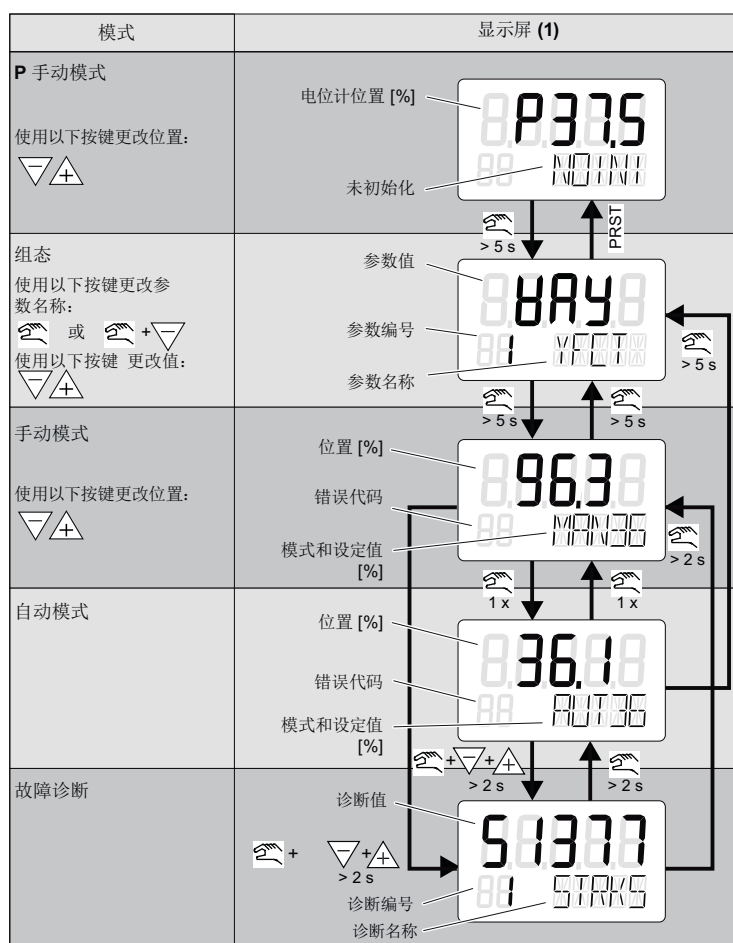 模式
显示屏 (1)
P 手动模式
使用以下按键更改位置：
− +
电位计位置 [%]
P37.5
NOINI
未初始化
> 5 s
PRST
组态
使用以下按键更改参
数名称：
或 + −
使用以下按键 更改值：
− +
参数值
WAY
参数编号
1 YFCT
参数名称
> 5 s
> 5 s
> 5 s
手动模式
使用以下按键更改位置：
− +
位置 [%]
96.3
错误代码
MAN36
模式和设定值
[%]
> 2 s
1 x
1 x
自动模式
位置 [%]
36.1
错误代码
AUT36
模式和设定值
[%]
+ − + +
> 2 s
> 2 s
故障诊断
诊断值
S1377
+ − + +
> 2 s
诊断编号
1 STRKS
诊断名称